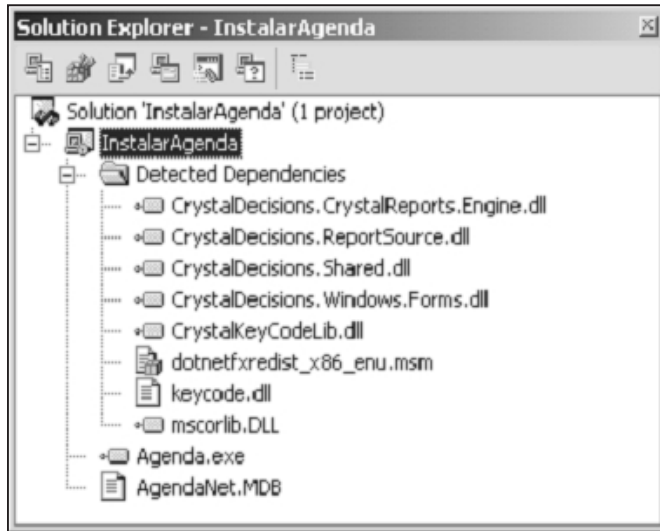 Solution Explorer - InstalarAgenda
Solution 'InstalarAgenda' (1 project)
InstalarAgenda
Detected Dependencies
CrystalDecisions.CrystalReports.Engine.dll
CrystalDecisions.ReportSource.dll
CrystalDecisions.Shared.dll
CrystalDecisions.Windows.Forms.dll
CrystalKeyCodeLib.dll
dotnetfxredist_x86_enu.msm
keycode.dll
mscorlib.DLL
Agenda.exe
AgendaNet.MDB